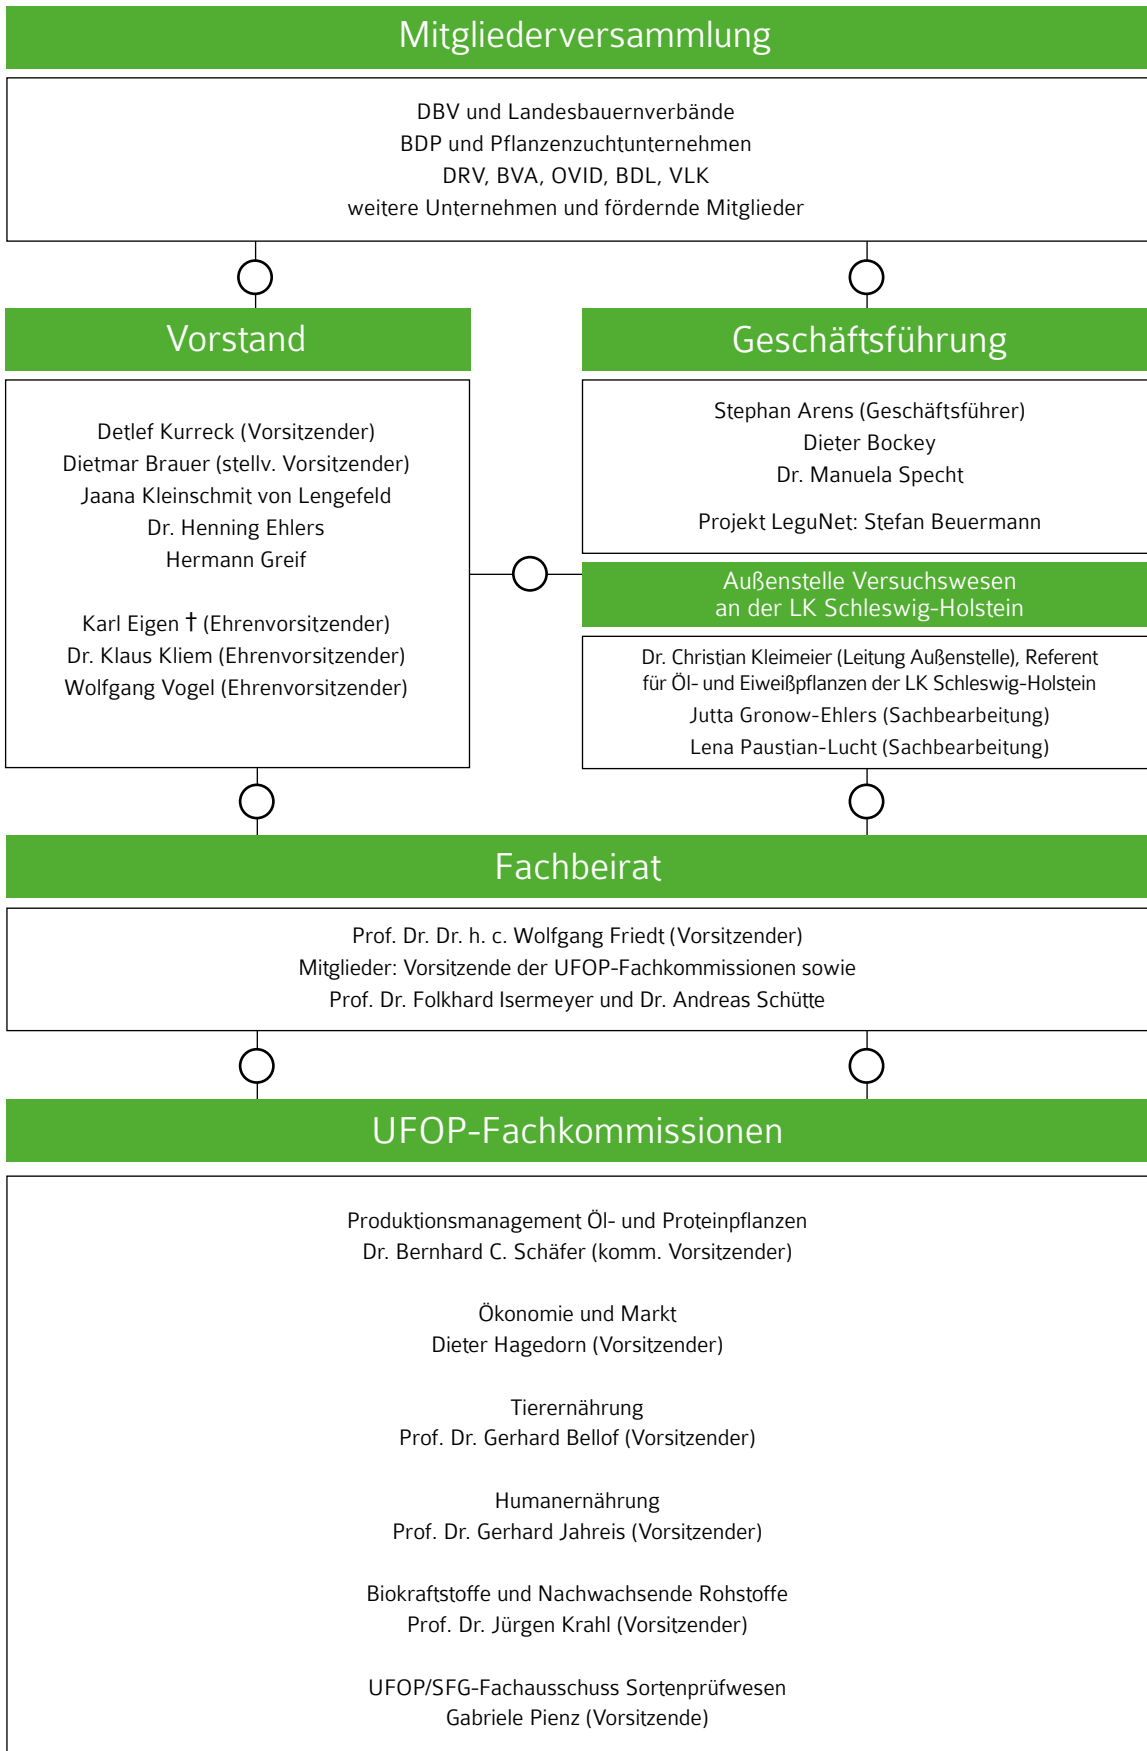 Mitgliederversammlung
DBV und Landesbauernverbände
BDP und Pflanzenzuchtunternehmen
DRV, BVA, OVID, BDL, VLK
weitere Unternehmen und fördernde Mitglieder
Vorstand
Detlef Kurreck (Vorsitzender)
Dietmar Brauer (stellv. Vorsitzender)
Jaana Kleinschmit von Lengefeld
Dr. Henning Ehlers
Hermann Greif
Karl Eigen † (Ehrenvorsitzender)
Dr. Klaus Kliem (Ehrenvorsitzender)
Wolfgang Vogel (Ehrenvorsitzender)
Geschäftsführung
Stephan Arens (Geschäftsführer)
Dieter Bockey
Dr. Manuela Specht
Projekt LeguNet: Stefan Beuermann
Außenstelle Versuchswesen
an der LK Schleswig-Holstein
Dr. Christian Kleimeier (Leitung Außenstelle), Referent
für Öl- und Eiweißpflanzen der LK Schleswig-Holstein
Jutta Gronow-Ehlers (Sachbearbeitung)
Lena Paustian-Lucht (Sachbearbeitung)
Fachbeirat
Prof. Dr. Dr. h. c. Wolfgang Friedt (Vorsitzender)
Mitglieder: Vorsitzende der UFOP-Fachkommissionen sowie
Prof. Dr. Folkhard Isermeyer und Dr. Andreas Schütte
UFOP-Fachkommissionen
Produktionsmanagement Öl- und Proteinpflanzen
Dr. Bernhard C. Schäfer (komm. Vorsitzender)
Ökonomie und Markt
Dieter Hagedorn (Vorsitzender)
Tierernährung
Prof. Dr. Gerhard Bellof (Vorsitzender)
Humanernährung
Prof. Dr. Gerhard Jahreis (Vorsitzender)
Biokraftstoffe und Nachwachsende Rohstoffe
Prof. Dr. Jürgen Krahl (Vorsitzender)
UFOP/SFG-Fachausschuss Sortenprüfwesen
Gabriele Pienz (Vorsitzende)